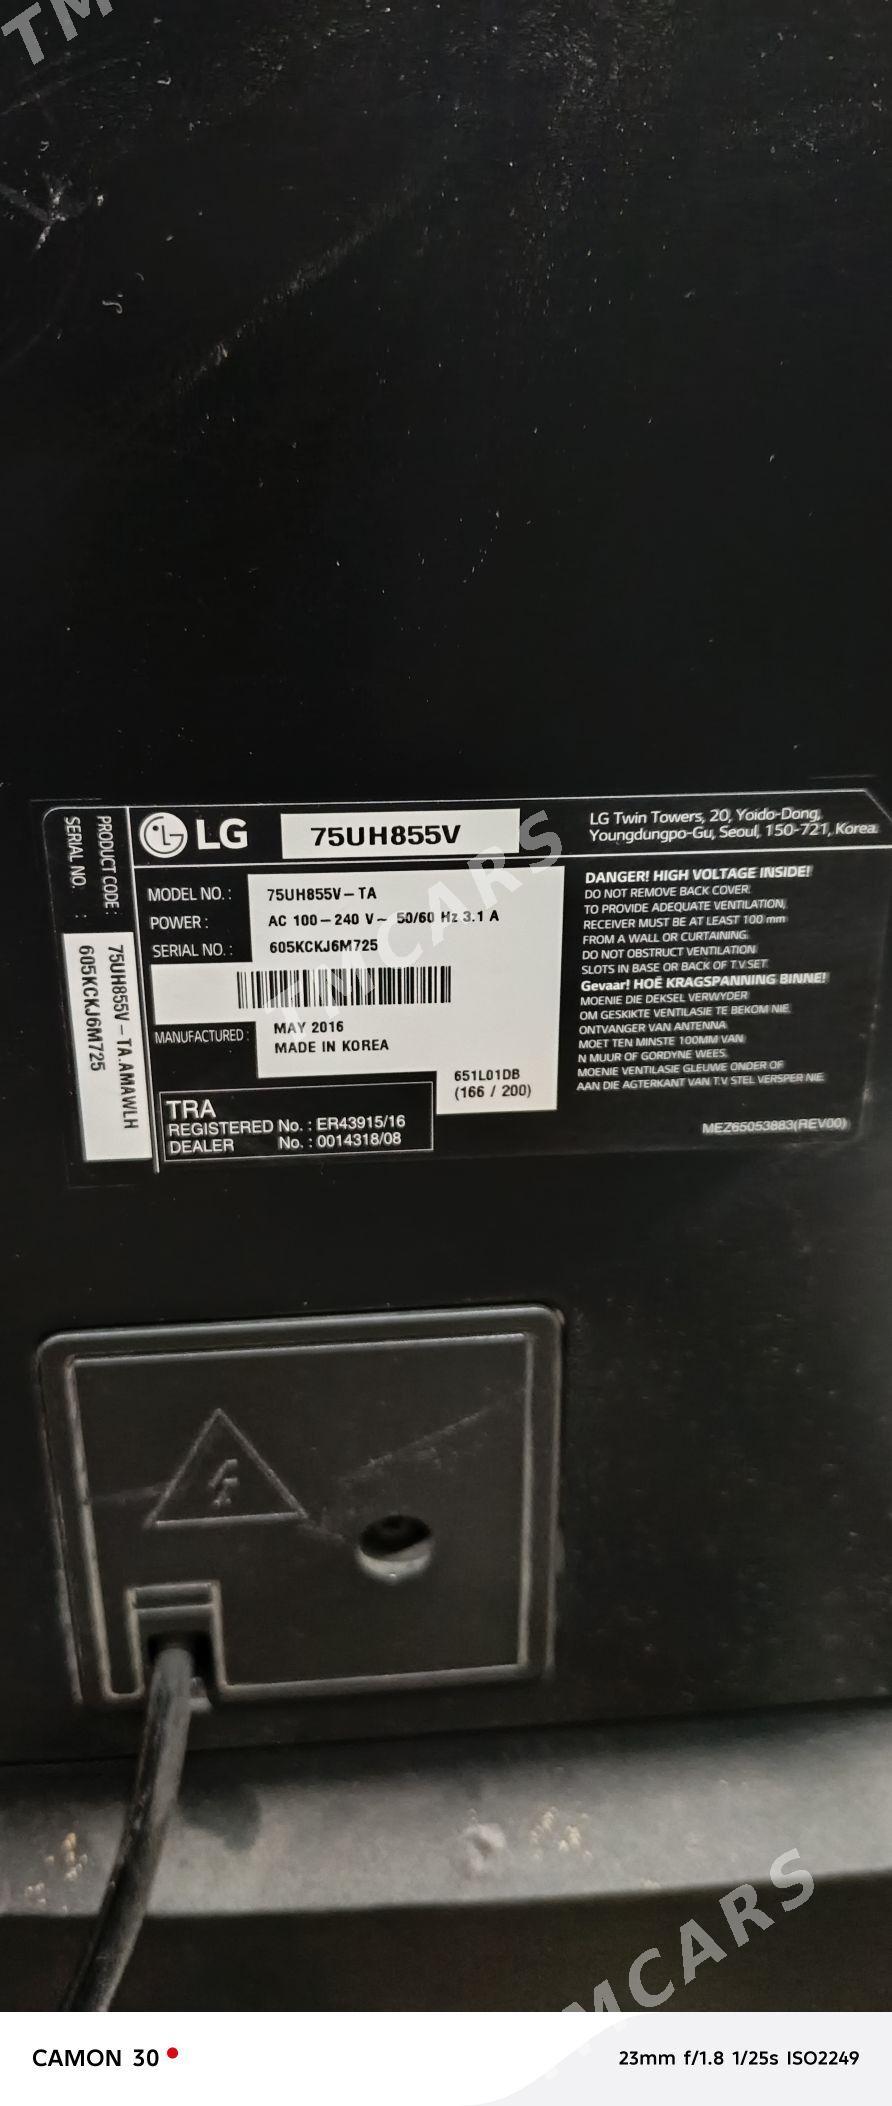 TM
LG
75UH855V
LG Twin Towers, 20, Yoido-Dong,
Youngdungpo-Gu, Seoul, 150-721, Korea
PRODUCT CODE:
SERIAL NO. :
75UH855V-TA.AMAWLH
605KCKJ6M725
MODEL NO.: 75UH855V-TA
POWER : AC 100-240 V~ 50/60 Hz 3.1 A
SERIAL NO.: 605KCKJ6M725
MANUFACTURED : MAY 2016
MADE IN KOREA
651L01DB
(166 / 200)
TRA
REGISTERED No. : ER43915/16
DEALER No. : 0014318/08
DANGER! HIGH VOLTAGE INSIDE!
DO NOT REMOVE BACK COVER.
TO PROVIDE ADEQUATE VENTILATION,
RECEIVER MUST BE AT LEAST 100 mm
FROM A WALL OR CURTAINING.
DO NOT OBSTRUCT VENTILATION
SLOTS IN BASE OR BACK OF T.V SET.
Gevaar! HOË KRAGSPANNING BINNE!
MOENIE DIE DEKSEL VERWYDER
OM GESKIKTE VENTILASIE TE BEKOM NIE.
ONTVANGER VAN ANTENNA
MOET TEN MINSTE 100MM VAN
N MUUR OF GORDYNE WEES.
MOENIE VENTILASIE GLEUWE ONDER OF
AAN DIE AGTERKANT VAN T.V STEL VERSPER NIE.
MEZ65053883(REV00)
TMCARS
TMCARS
CAMON 30
23mm f/1.8 1/25s ISO2249